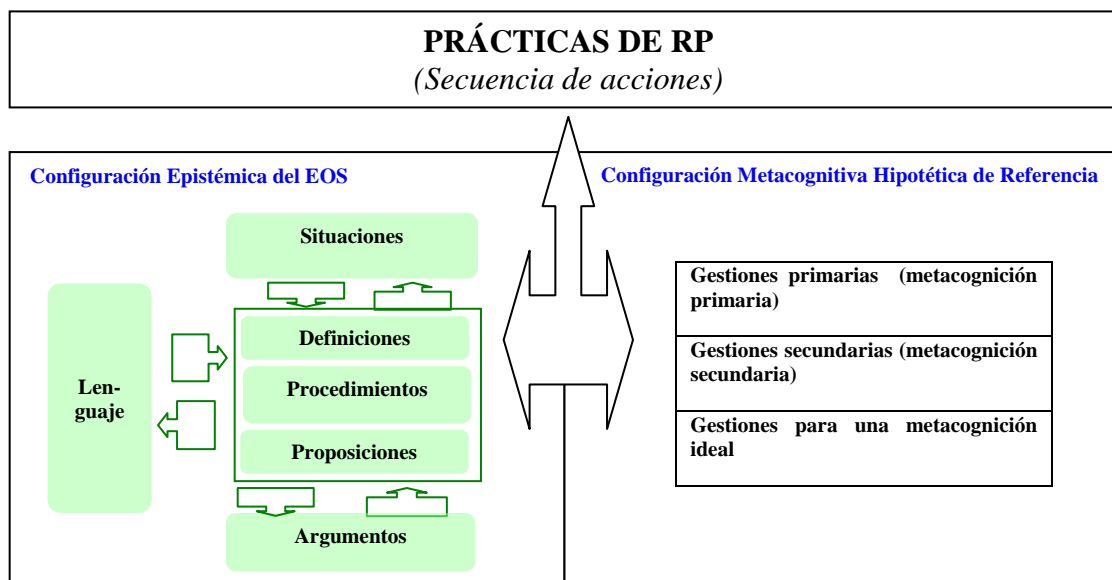 PRÁCTICAS DE RP
(Secuencia de acciones)
Configuración Epistémica del EOS
Situaciones
Definiciones
Procedimientos
Proposiciones
Argumentos
Len-
guaje
Configuración Metacognitiva Hipotética de Referencia
Gestiones primarias (metacognición
primaria)
Gestiones secundarias (metacognición
secundaria)
Gestiones para una metacognición
ideal